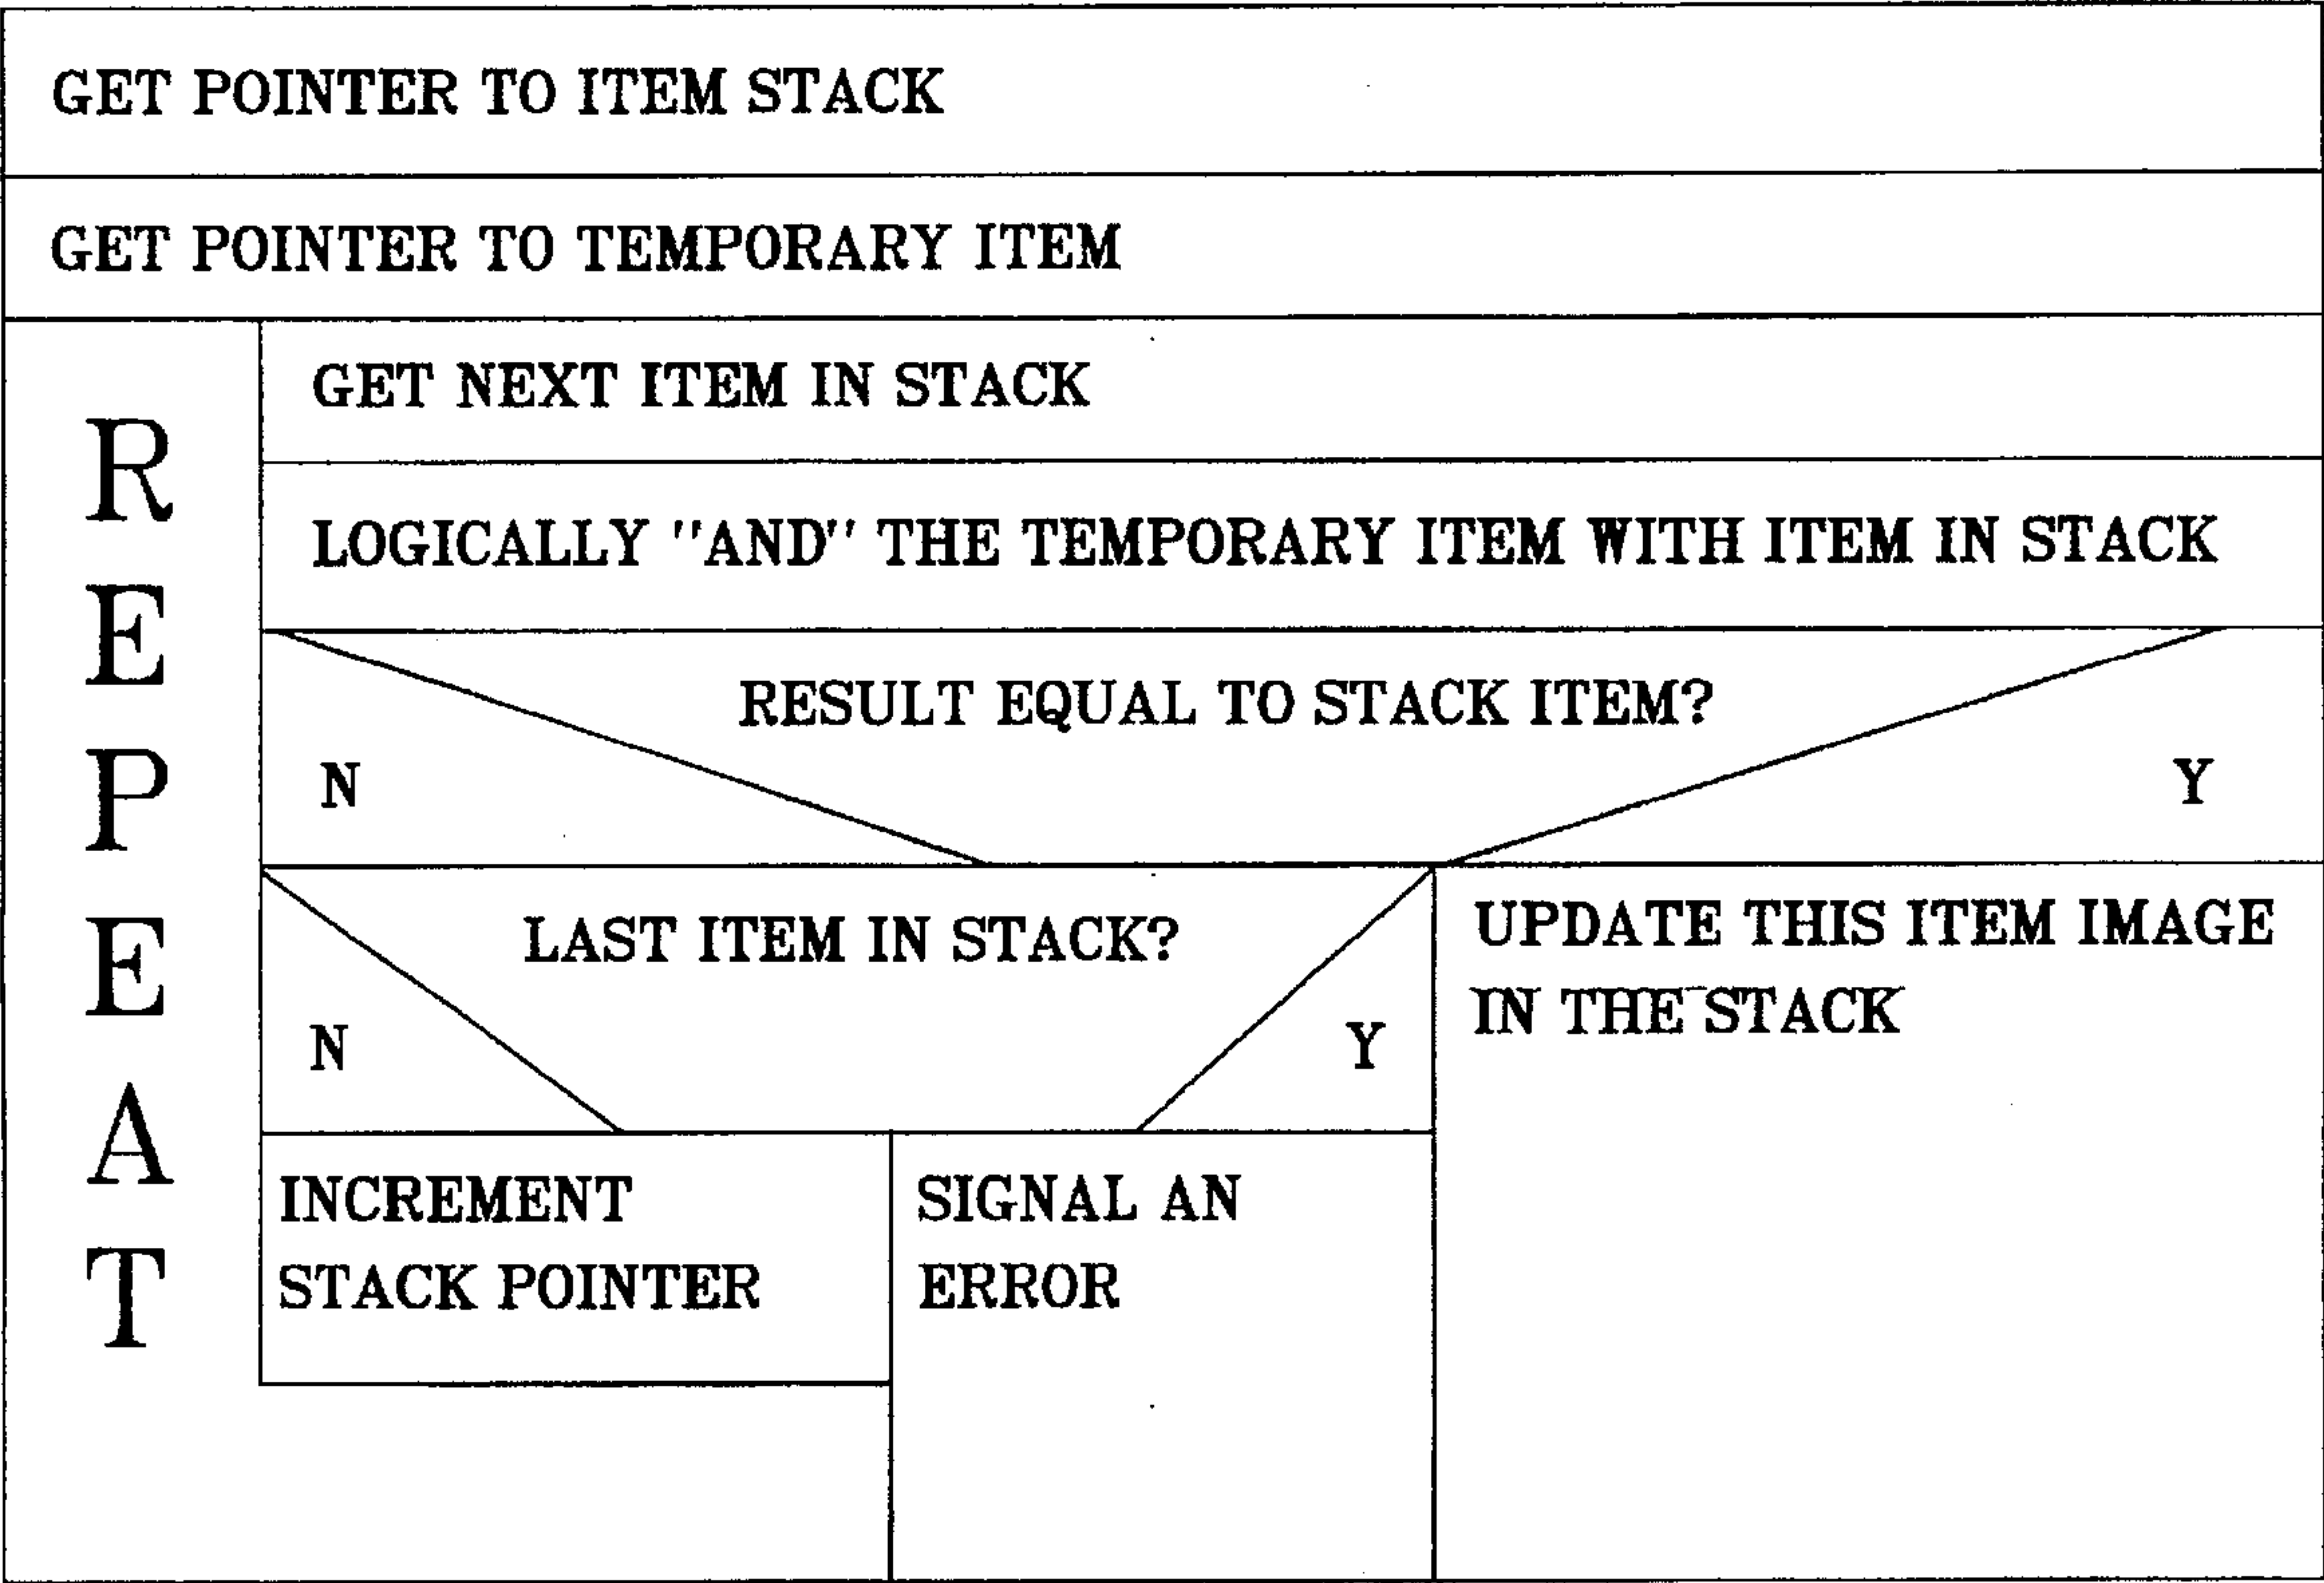 GET POINTER TO ITEM STACK
GET POINTER TO TEMPORARY ITEM
REPEAT
GET NEXT ITEM IN STACK
LOGICALLY "AND" THE TEMPORARY ITEM WITH ITEM IN STACK
RESULT EQUAL TO STACK ITEM?
N
Y
LAST ITEM IN STACK?
N
Y
UPDATE THIS ITEM IMAGE
IN THE STACK
INCREMENT
STACK POINTER
SIGNAL AN
ERROR